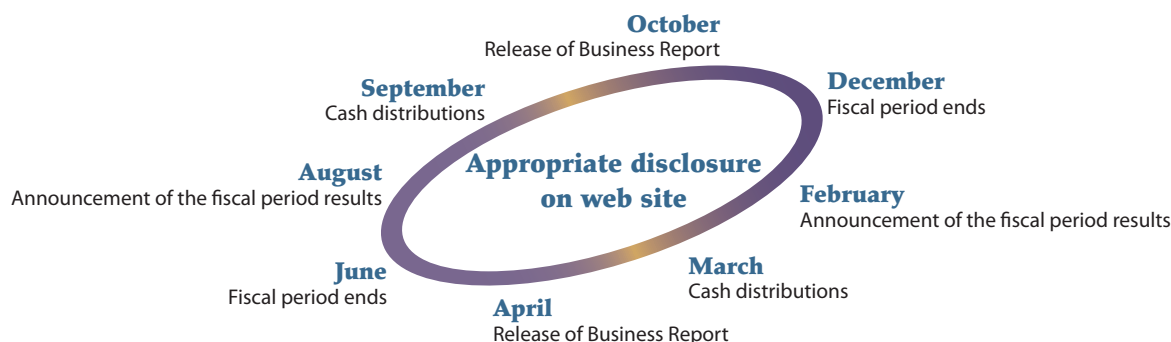 October
Release of Business Report
December
Fiscal period ends
September
Cash distributions
Appropriate disclosure
on web site
August
Announcement of the fiscal period results
February
Announcement of the fiscal period results
June
Fiscal period ends
March
Cash distributions
April
Release of Business Report